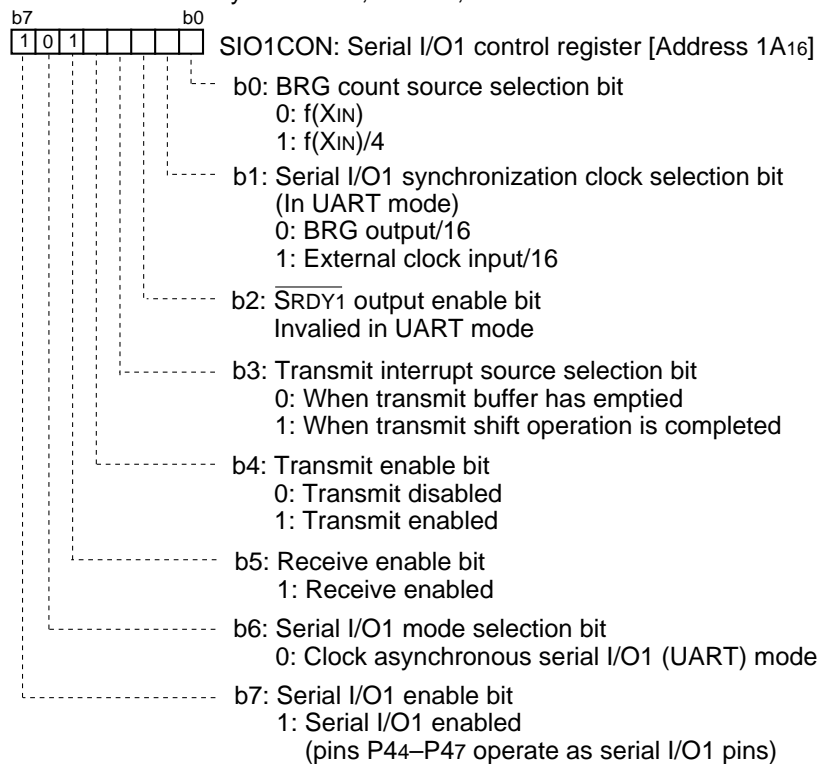 b7 b0
1 0 1 SIO1CON: Serial I/O1 control register [Address 1A16]
b0: BRG count source selection bit
0: f(XIN)
1: f(XIN)/4
b1: Serial I/O1 synchronization clock selection bit
(In UART mode)
0: BRG output/16
1: External clock input/16
b2: SRDY1 output enable bit
Invalied in UART mode
b3: Transmit interrupt source selection bit
0: When transmit buffer has emptied
1: When transmit shift operation is completed
b4: Transmit enable bit
0: Transmit disabled
1: Transmit enabled
b5: Receive enable bit
1: Receive enabled
b6: Serial I/O1 mode selection bit
0: Clock asynchronous serial I/O1 (UART) mode
b7: Serial I/O1 enable bit
1: Serial I/O1 enabled
(pins P44–P47 operate as serial I/O1 pins)